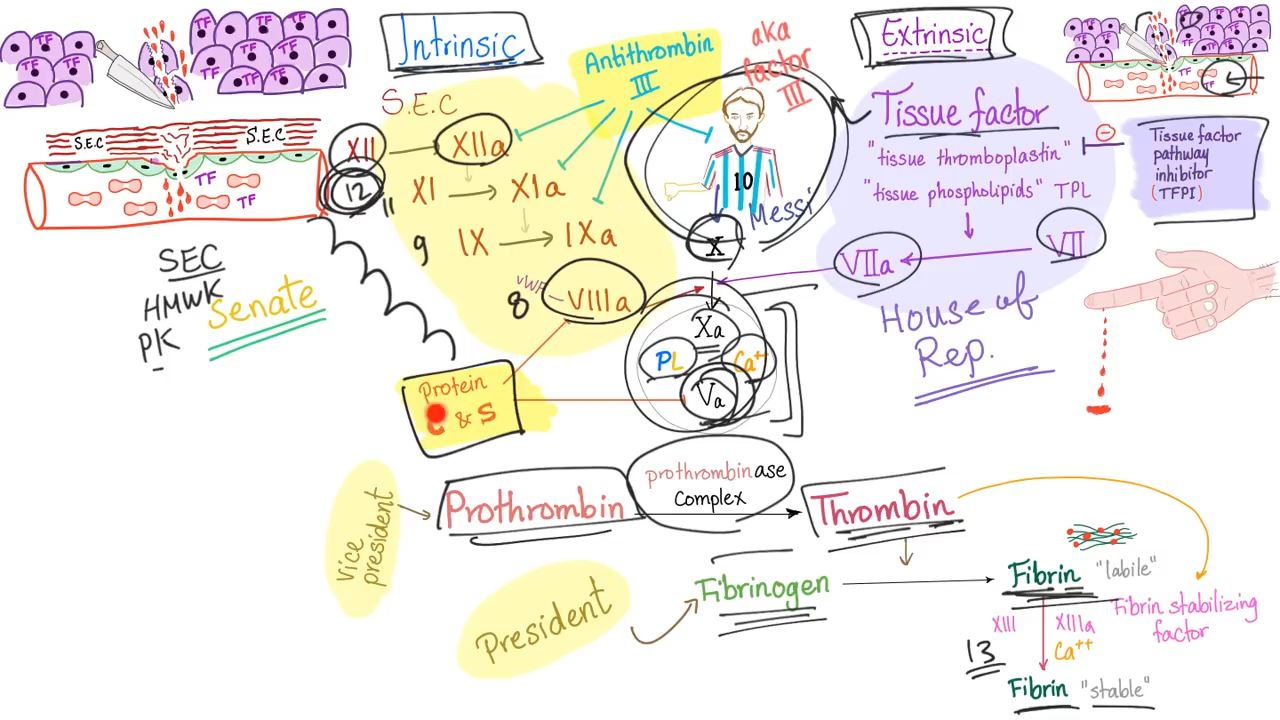 TF TF TF TF TF TF TF TF
TF TF TF
S.E.C S.E.C
TF
TF
SEC
HMWK
PK
Senate
Intrinsic
S.E.C
XII XIIa
12
11 XI XIa
9 IX IXa
8 vWF VIIIa
Antithrombin
III
aka
factor
III
10
Messi
X
Xa
PL Ca++
Va
Extrinsic
Tissue factor
"tissue thromboplastin"
"tissue phospholipids" TPL
VIIa VII
House of
Rep.
TF
TF
Tissue factor
pathway
inhibitor
(TFPI)
Protein
C & S
Vice
president
Prothrombin
prothrombinase
Complex
Thrombin
President
Fibrinogen
Fibrin "labile"
Fibrin stabilizing
factor
XIII XIIIa
13 Ca++
Fibrin "stable"